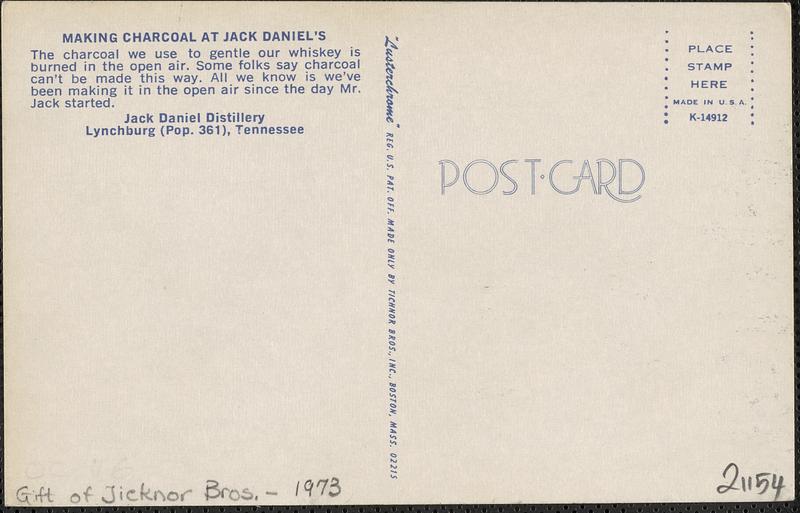 MAKING CHARCOAL AT JACK DANIEL'S
The charcoal we use to gentle our whiskey is
burned in the open air. Some folks say charcoal
can't be made this way. All we know is we've
been making it in the open air since the day Mr.
Jack started.
Jack Daniel Distillery
Lynchburg (Pop. 361), Tennessee
"Lusterchrome" REG. U.S. PAT. OFF. MADE ONLY BY TICHNOR BROS., INC., BOSTON, MASS. 02215
PLACE
STAMP
HERE
MADE IN U.S.A.
K-14912
POST·CARD
Gift of Ticknor Bros. - 1973
21154